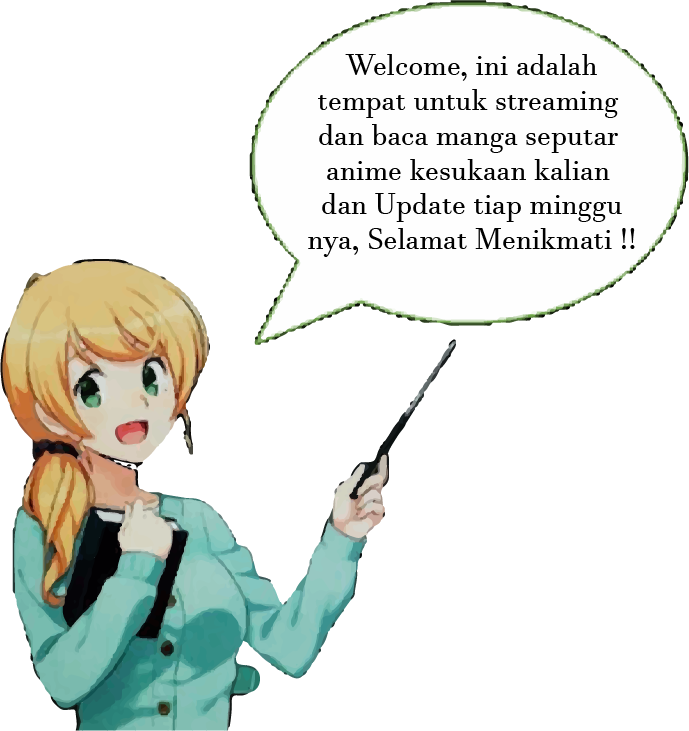 Welcome, ini adalah
tempat untuk streaming
dan baca manga seputar
anime kesukaan kalian
dan Update tiap minggu
nya, Selamat Menikmati !!